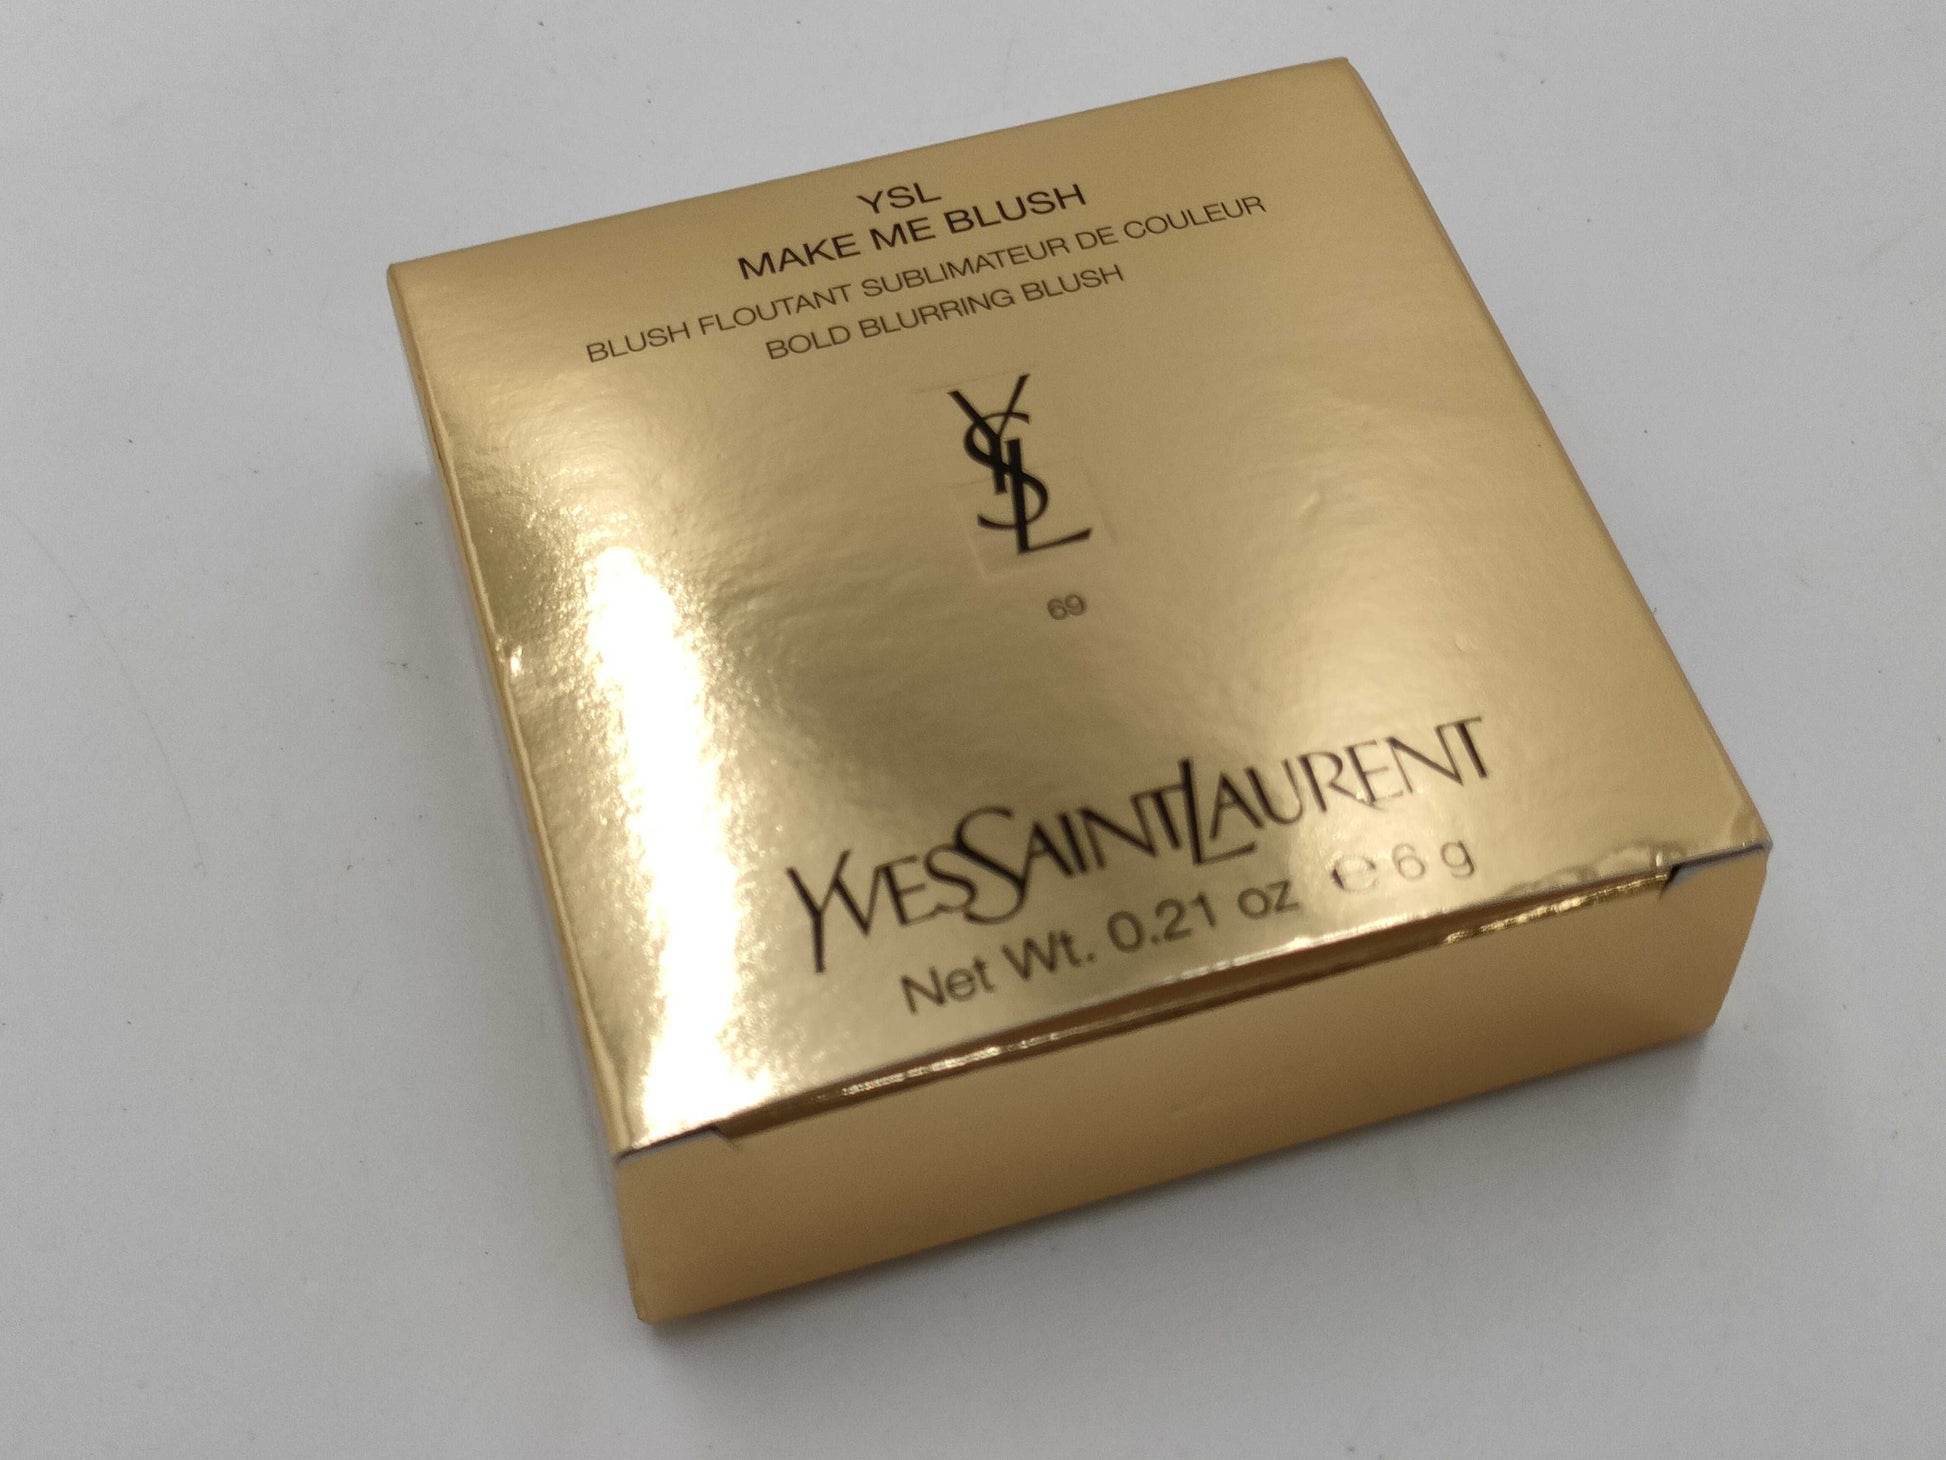 YSL
MAKE ME BLUSH
BLUSH FLOUTANT SUBLIMATEUR DE COULEUR
BOLD BLURRING BLUSH
YSL
69
YVESSAINTLAURENT
Net Wt. 0.21 oz ℮ 6 g